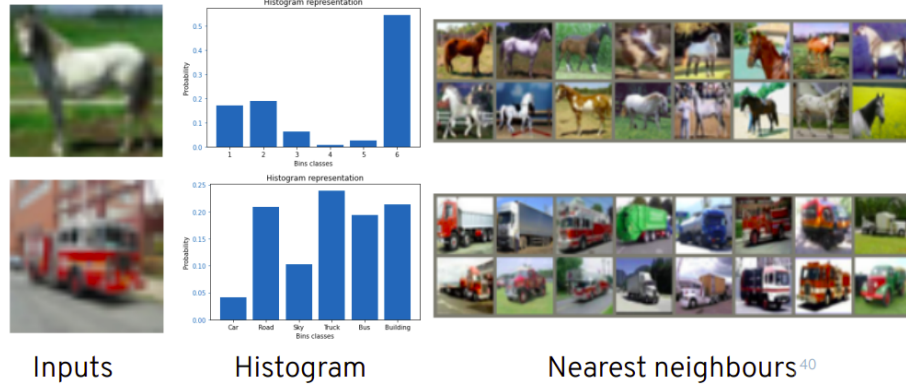 Histogram representation
Probability
0.5
0.4
0.3
0.2
0.1
0.0
1 2 3 4 5 6
Bins classes
Histogram representation
Probability
0.25
0.20
0.15
0.10
0.05
0.00
Car Road Sky Truck Bus Building
Bins classes
Inputs Histogram Nearest neighbours 40